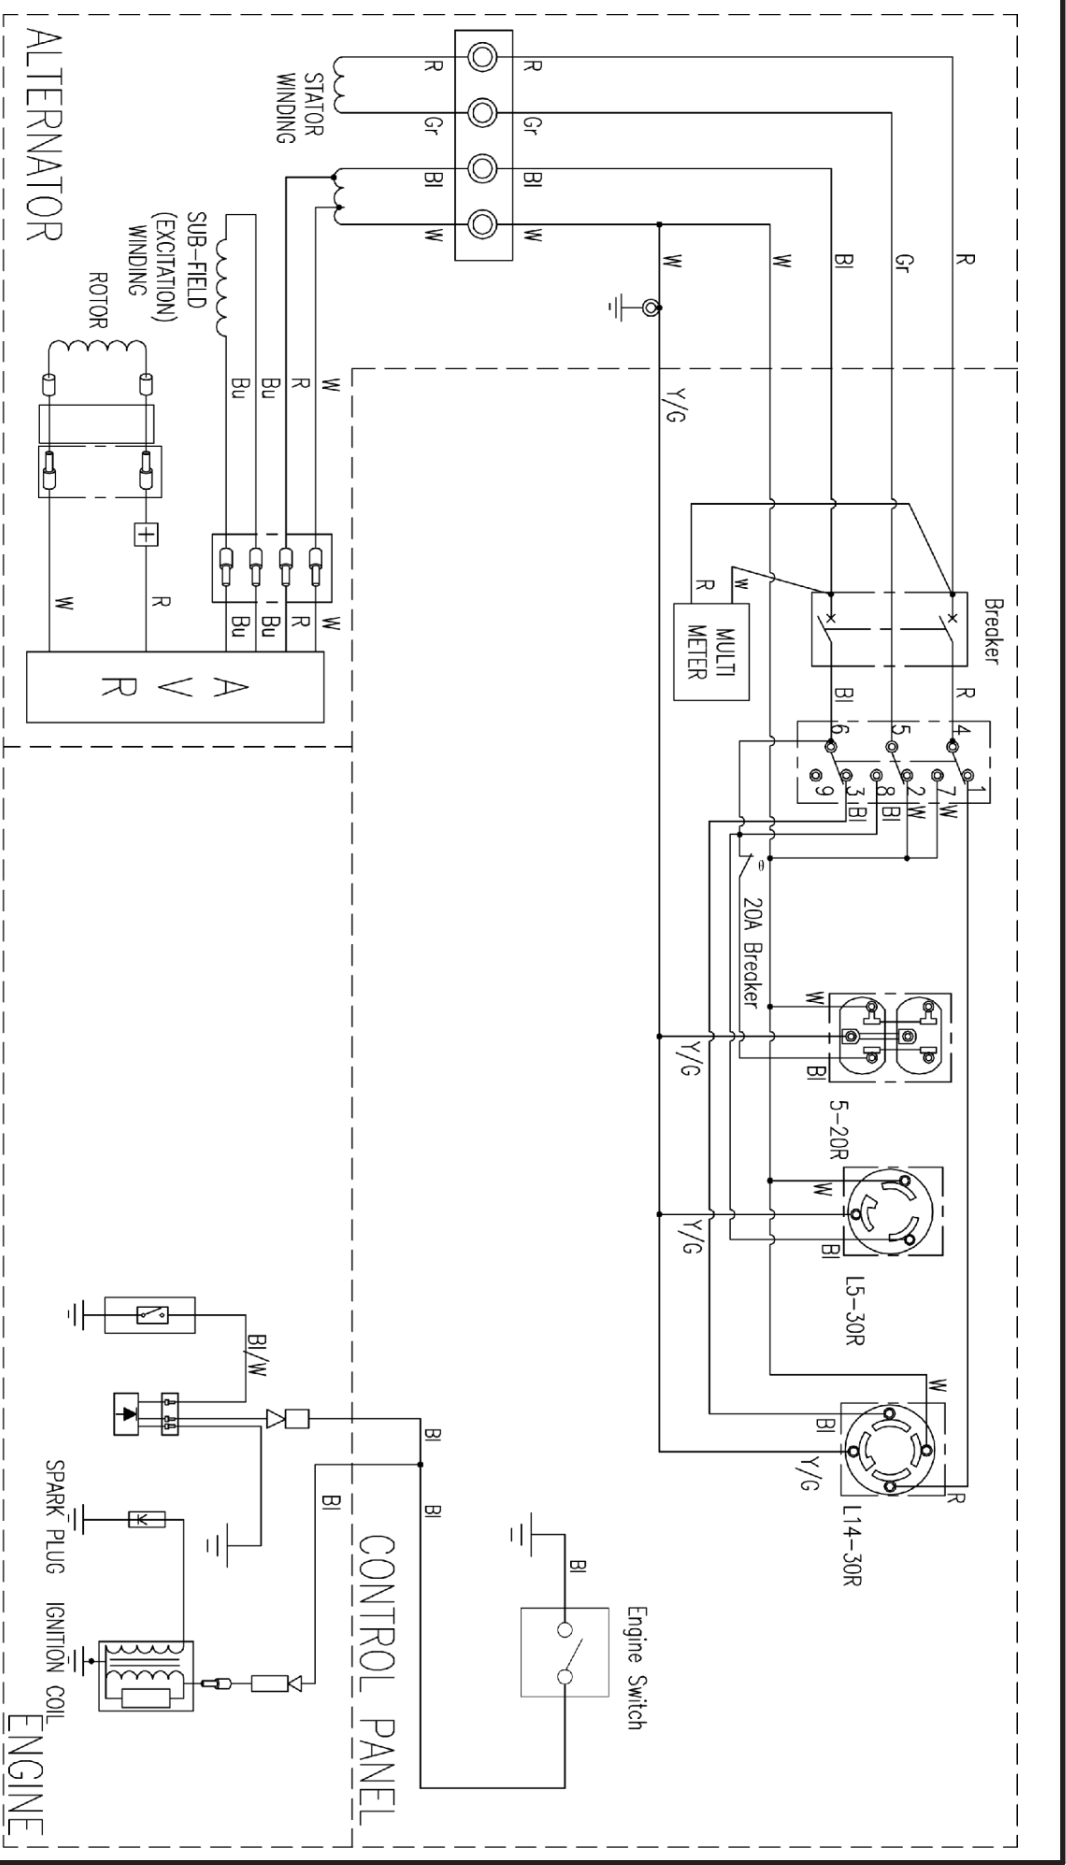 Breaker
1
R
R
4
R
7
W
W
Gr
5
2
W
8
Bl
L14-30R
L5-30R
5-20R
Bl
Bl
6
3
Bl
9
W
Bl
W
Bl
Bl
Y/G
W
20A Breaker
MULTI
METER
W
R
W
Y/G
Y/G
Y/G
Engine Switch
Bl
R
Gr
Bl
W
R
Gr
Bl
W
Bl
Bl
CONTROL PANEL
STATOR
WINDING
W
R
Bu
Bu
W
R
Bu
Bu
Bl
Bl/W
SUB-FIELD
(EXCITATION)
WINDING
A V
R
ROTOR
R
W
ALTERNATOR
SPARK PLUG
IGNITION COIL
ENGINE